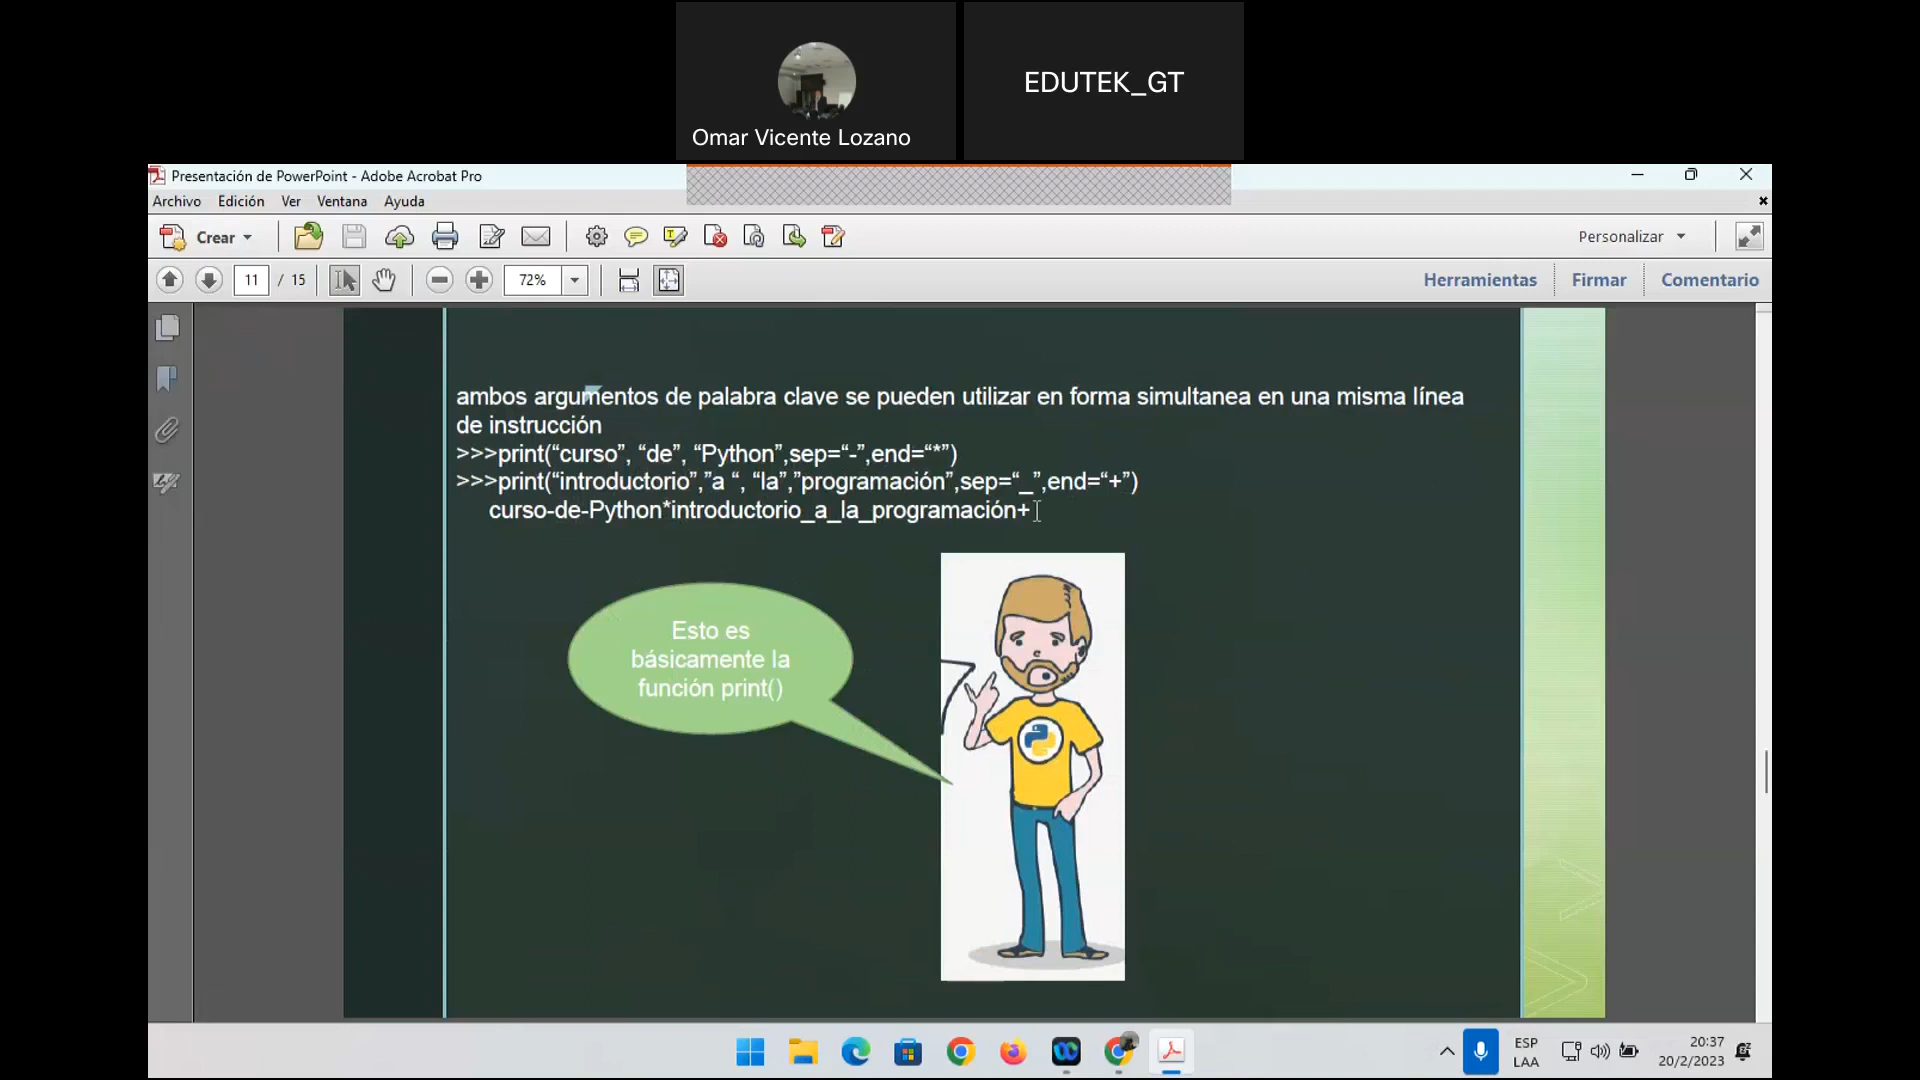 EDUTEK_GT
Omar Vicente Lozano
Presentación de PowerPoint - Adobe Acrobat Pro
Archivo Edición Ver Ventana Ayuda
Crear
Personalizar
11 / 15
72%
Herramientas Firmar Comentario
ambos argumentos de palabra clave se pueden utilizar en forma simultanea en una misma línea
de instrucción
>>>print(“curso”, “de”, “Python”,sep=“-”,end=“*”)
>>>print(“introductorio”,”a “, “la”,”programación”,sep=“_”,end=“+”)
curso-de-Python*introductorio_a_la_programación+
Esto es
básicamente la
función print()
ESP
LAA
20:37
20/2/2023